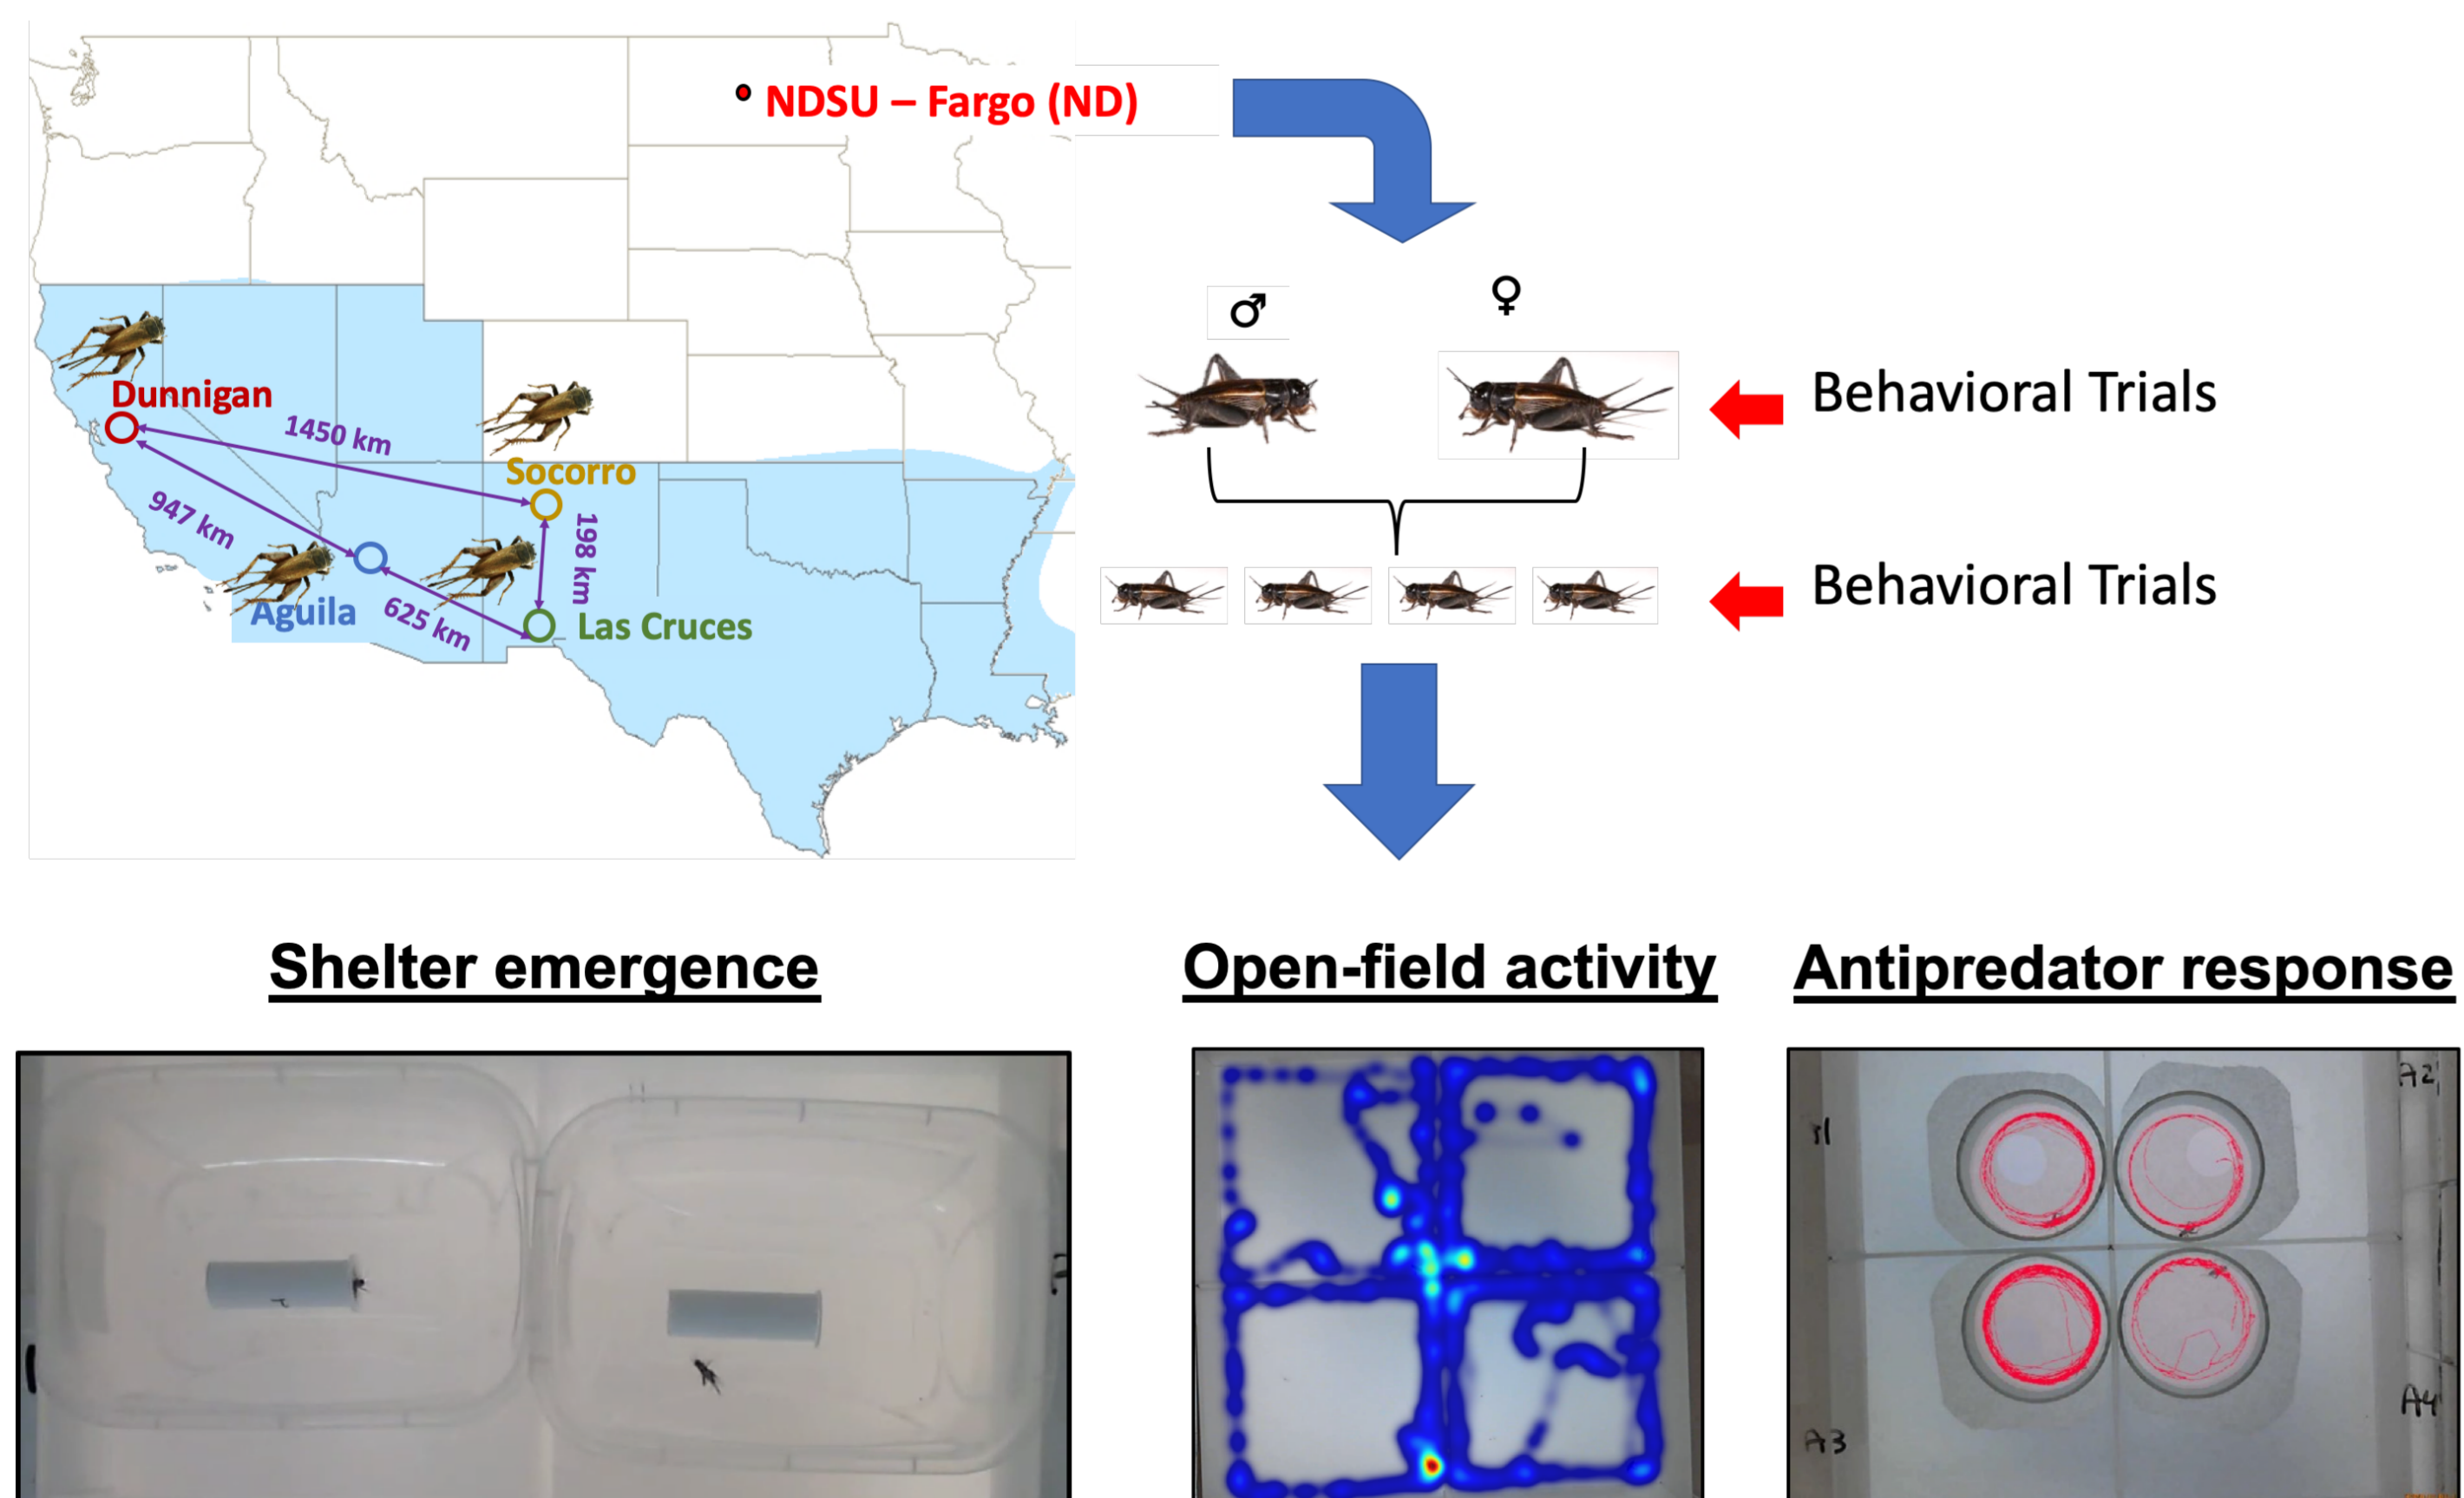 NDSU – Fargo (ND)
♂
♀
Dunnigan
1450 km
Behavioral Trials
Socorro
947 km
198 km
Aguila
625 km
Las Cruces
Behavioral Trials
Shelter emergence
Open-field activity
Antipredator response
A2
A3
A4